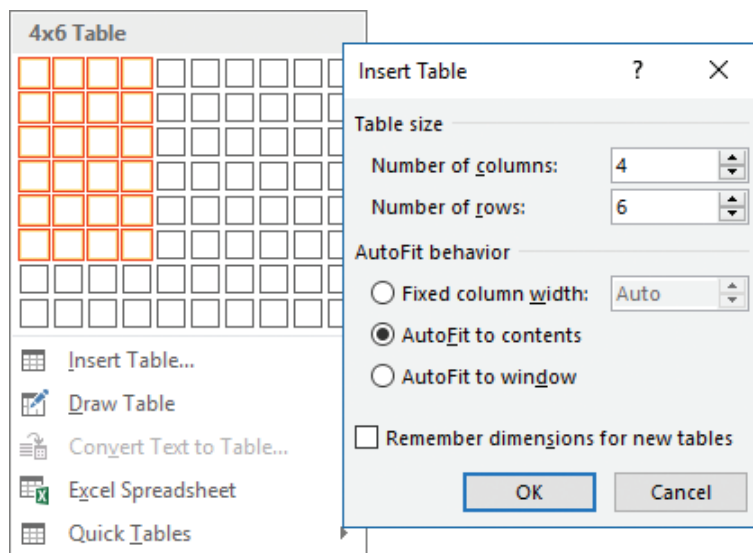 4x6 Table
Insert Table...
Draw Table
Convert Text to Table...
Excel Spreadsheet
Quick Tables
Insert Table ?
Table size
Number of columns: 4
Number of rows: 6
AutoFit behavior
Fixed column width: Auto
AutoFit to contents
AutoFit to window
Remember dimensions for new tables
OK Cancel